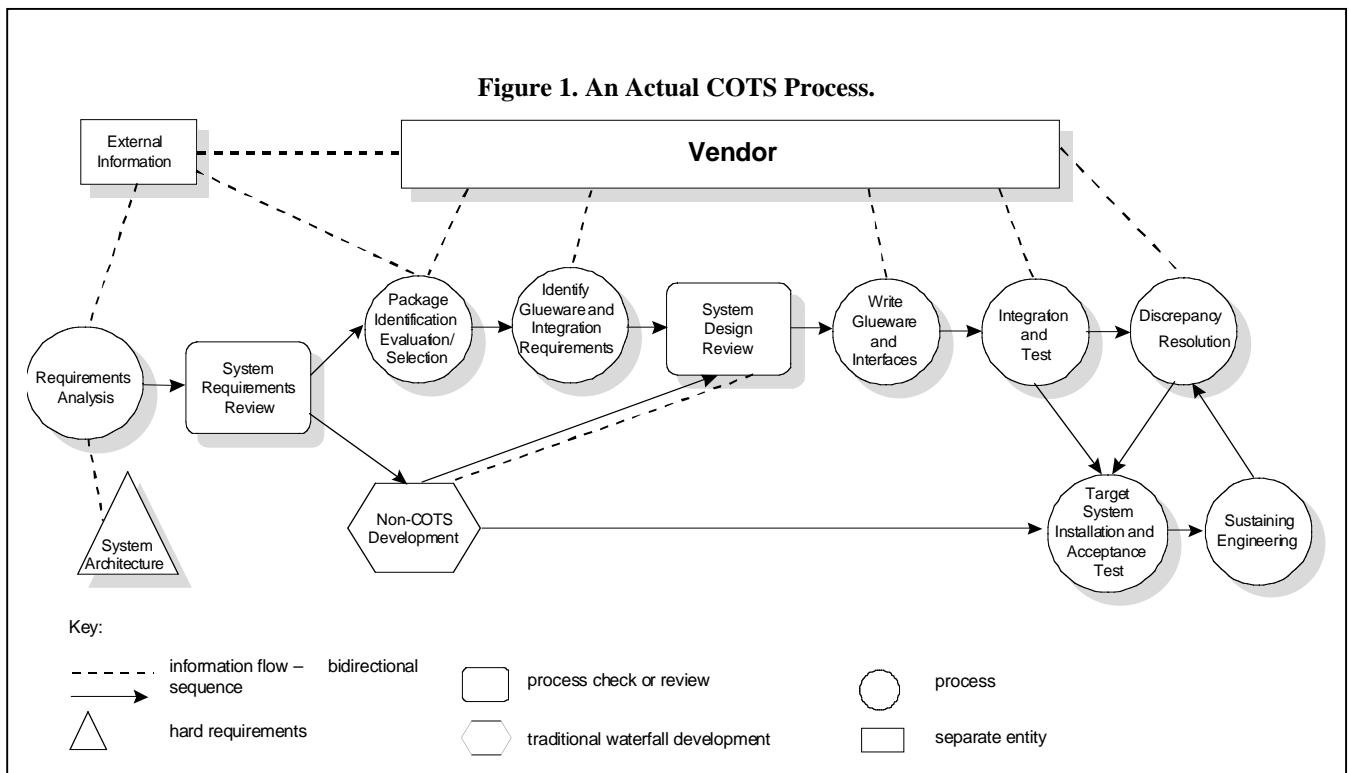 Figure 1. An Actual COTS Process.
External
Information
Vendor
Requirements
Analysis
System
Requirements
Review
Package
Identification
Evaluation/
Selection
Identify
Glueware and
Integration
Requirements
System
Design
Review
Write
Glueware
and
Interfaces
Integration
and
Test
Discrepancy
Resolution
System
Architecture
Non-COTS
Development
Target
System
Installation and
Acceptance
Test
Sustaining
Engineering
Key:
information flow – bidirectional
sequence
hard requirements
process check or review
traditional waterfall development
process
separate entity